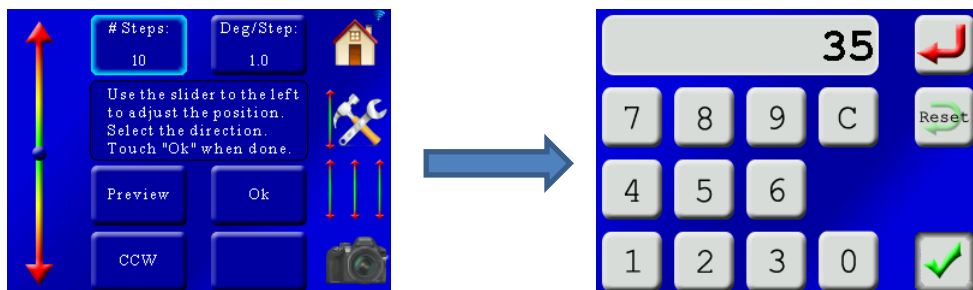 # Steps:
10
Deg/Step:
1.0
Use the slider to the left
to adjust the position.
Select the direction.
Touch "Ok" when done.
Preview
Ok
CCW
35
7
8
9
C
Reset
4
5
6
1
2
3
0